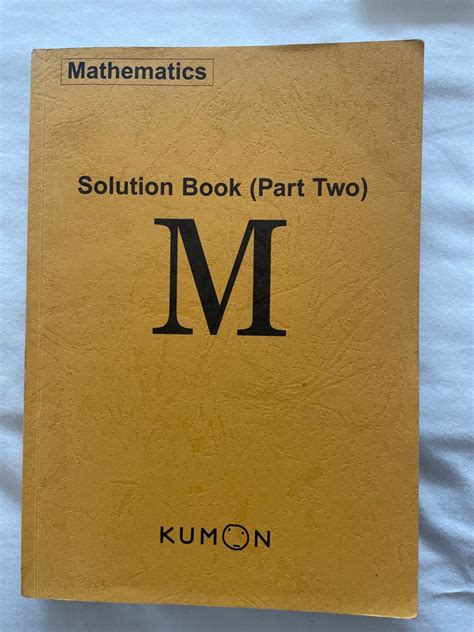 Mathematics
Solution Book (Part Two)
M
KUMON